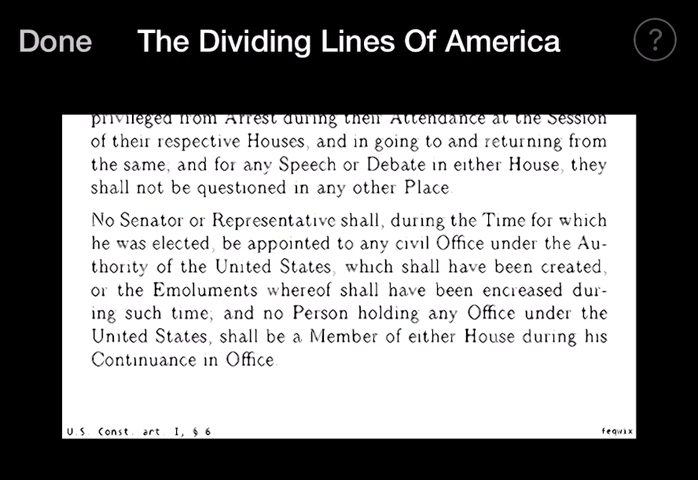 Done The Dividing Lines Of America ?
privileged from Arrest during their Attendance at the Session
of their respective Houses, and in going to and returning from
the same; and for any Speech or Debate in either House, they
shall not be questioned in any other Place.
No Senator or Representative shall, during the Time for which
he was elected, be appointed to any civil Office under the Au-
thority of the United States, which shall have been created,
or the Emoluments whereof shall have been encreased dur-
ing such time; and no Person holding any Office under the
United States, shall be a Member of either House during his
Continuance in Office.
U.S. Const. art. I, § 6 feqwix